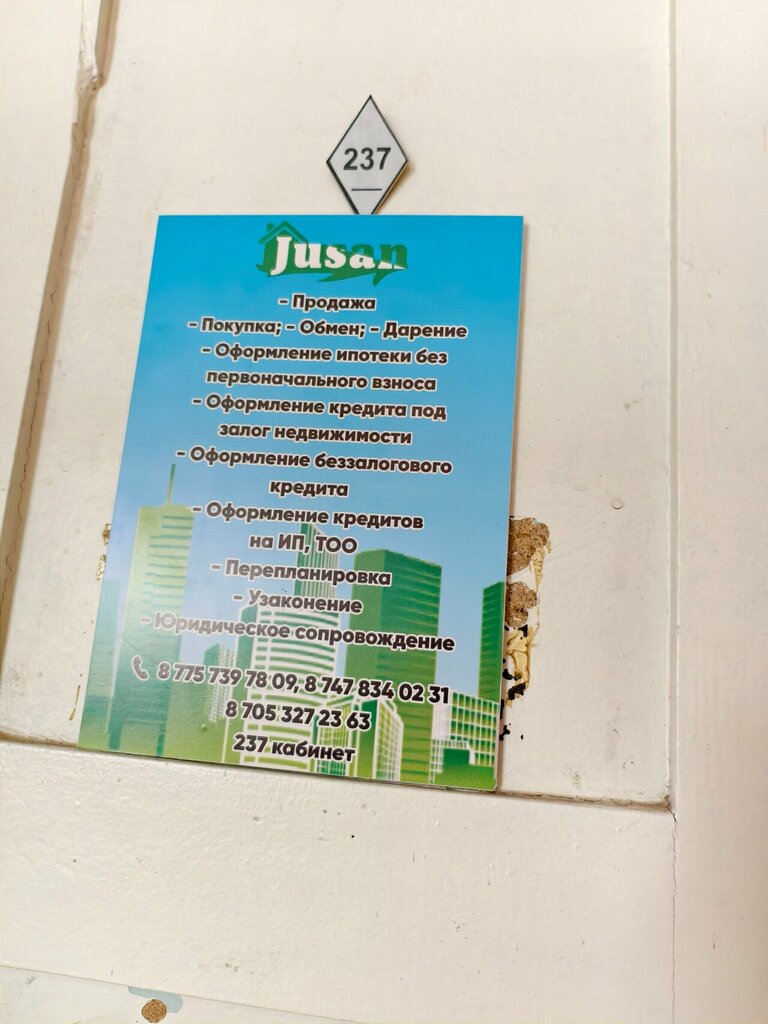 237
Jusan
- Продажа
- Покупка; - Обмен; - Дарение
- Оформление ипотеки без
первоначального взноса
- Оформление кредита под
залог недвижимости
- Оформление беззалогового
кредита
- Оформление кредитов
на ИП, ТОО
- Перепланировка
- Узаконение
- Юридическое сопровождение
8 775 739 78 09, 8 747 834 02 31
8 705 327 23 63
237 кабинет